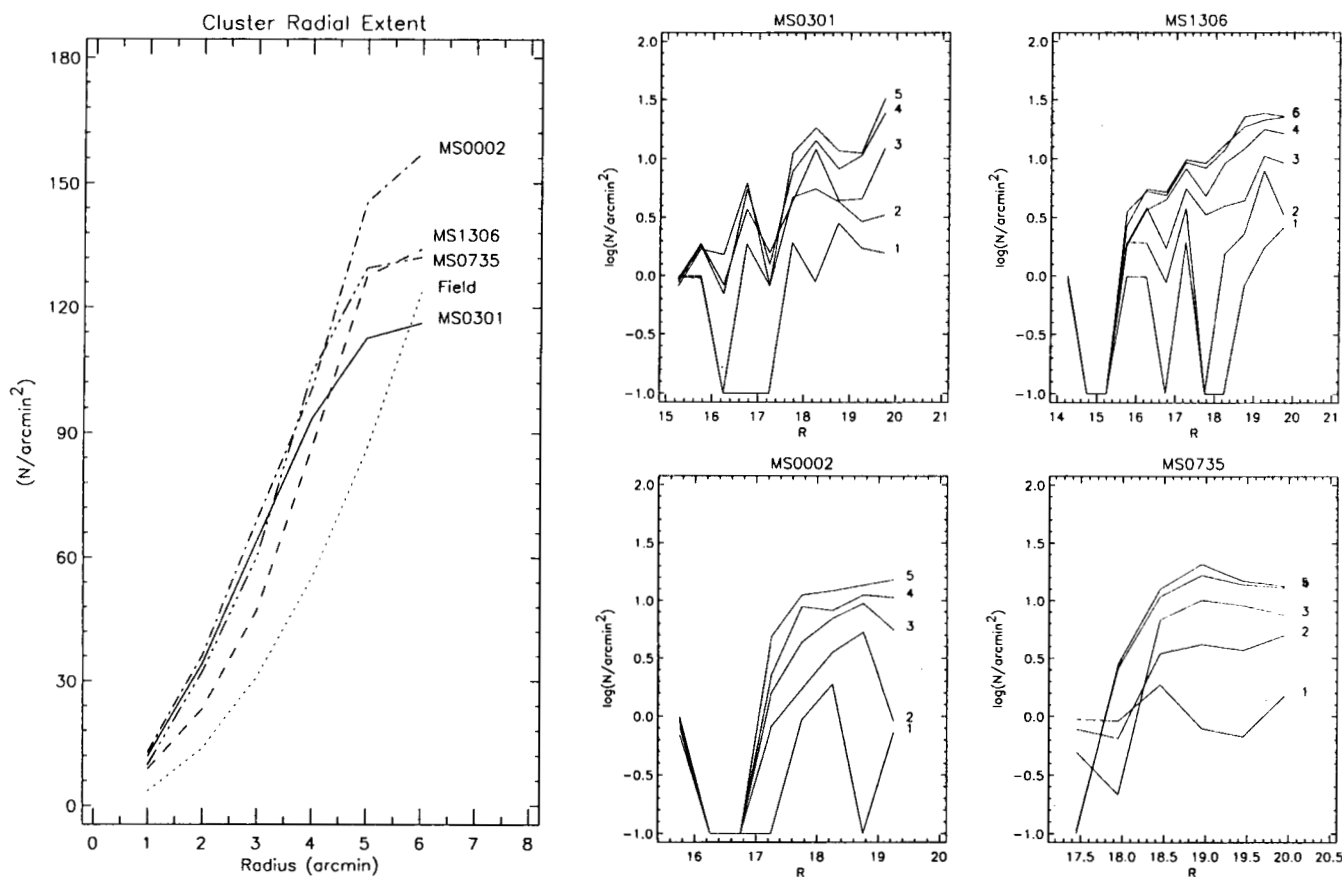 Cluster Radial Extent
180
150
120
90
60
30
0
(N/arcmin²)
MS0002
MS1306
MS0735
Field
MS0301
0 1 2 3 4 5 6 7 8
Radius (arcmin)
MS0301
2.0
1.5
1.0
0.5
0.0
−0.5
−1.0
log(N/arcmin²)
5
4
3
2
1
15 16 17 18 19 20 21
R
MS1306
2.0
1.5
1.0
0.5
0.0
−0.5
−1.0
log(N/arcmin²)
6
4
3
2
1
14 15 16 17 18 19 20 21
R
MS0002
2.0
1.5
1.0
0.5
0.0
−0.5
−1.0
log(N/arcmin²)
5
4
3
2
1
16 17 18 19 20
R
MS0735
2.0
1.5
1.0
0.5
0.0
−0.5
−1.0
log(N/arcmin²)
3
2
1
17.5 18.0 18.5 19.0 19.5 20.0 20.5
R